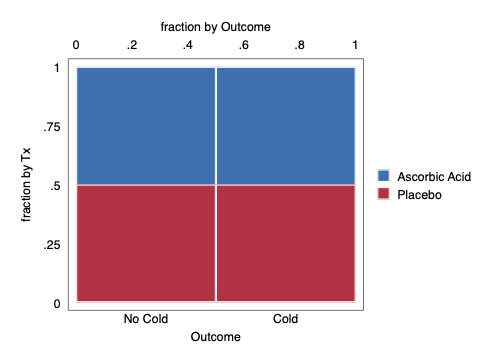 fraction by Outcome
0 .2 .4 .6 .8 1
fraction by Tx
1
.75
.5
.25
0
Ascorbic Acid
Placebo
No Cold Cold
Outcome